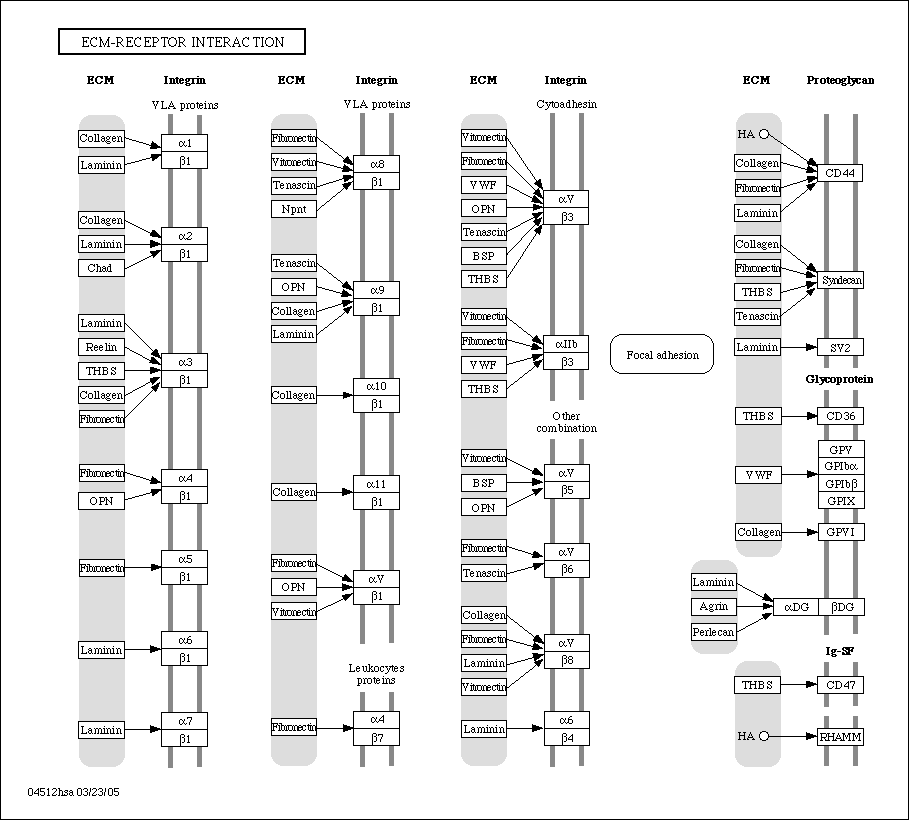 ECM-RECEPTOR INTERACTION
ECM
Integrin
VLA proteins
Collagen
Laminin
α1
β1
Collagen
Laminin
Chad
α2
β1
Laminin
Reelin
THBS
Collagen
Fibronectin
α3
β1
Fibronectin
OPN
α4
β1
Fibronectin
α5
β1
Laminin
α6
β1
Laminin
α7
β1
ECM
Integrin
VLA proteins
Fibronectin
Vitronectin
Tenascin
Npnt
α8
β1
Tenascin
OPN
Collagen
Laminin
α9
β1
Collagen
α10
β1
Collagen
α11
β1
Fibronectin
OPN
Vitronectin
αV
β1
Leukocytes
proteins
Fibronectin
α4
β7
ECM
Integrin
Cytoadhesin
Vitronectin
Fibronectin
VWF
OPN
Tenascin
BSP
THBS
αV
β3
Vitronectin
Fibronectin
VWF
THBS
αIIb
β3
Other
combination
Vitronectin
BSP
OPN
αV
β5
Fibronectin
Tenascin
αV
β6
Collagen
Fibronectin
Laminin
Vitronectin
αV
β8
Laminin
α6
β4
Focal adhesion
ECM
Proteoglycan
HA
Collagen
Fibronectin
Laminin
CD44
Collagen
Fibronectin
THBS
Tenascin
Syndecan
Laminin
SV2
Glycoprotein
THBS
CD36
VWF
GPV
GPIbα
GPIbβ
GPIX
Collagen
GPVI
Laminin
Agrin
Perlecan
αDG
βDG
Ig-SF
THBS
CD47
HA
RHAMM
04512hsa 03/23/05